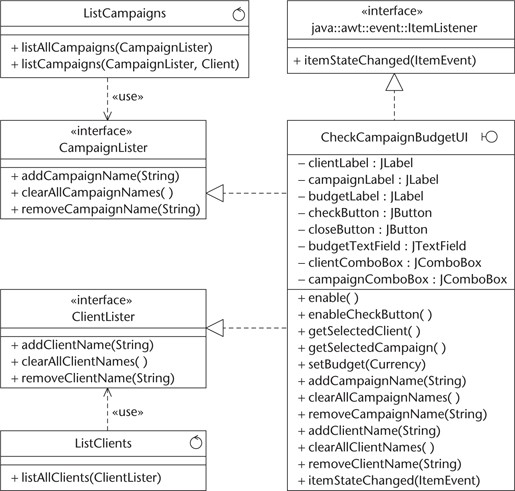 ListCampaigns
+ listAllCampaigns(CampaignLister)
+ listCampaigns(CampaignLister, Client)
«use»
«interface»
CampaignLister
+ addCampaignName(String)
+ clearAllCampaignNames( )
+ removeCampaignName(String)
«interface»
ClientLister
+ addClientName(String)
+ clearAllClientNames( )
+ removeClientName(String)
«use»
ListClients
+ listAllClients(ClientLister)
«interface»
java::awt::event::ItemListener
+ itemStateChanged(ItemEvent)
CheckCampaignBudgetUI
– clientLabel : JLabel
– campaignLabel : JLabel
– budgetLabel : JLabel
– checkButton : JButton
– closeButton : JButton
– budgetTextField : JTextField
– clientComboBox : JComboBox
– campaignComboBox : JComboBox
+ enable( )
+ enableCheckButton( )
+ getSelectedClient( )
+ getSelectedCampaign( )
+ setBudget(Currency)
+ addCampaignName(String)
+ clearAllCampaignNames( )
+ removeCampaignName(String)
+ addClientName(String)
+ clearAllClientNames( )
+ removeClientName(String)
+ itemStateChanged(ItemEvent)